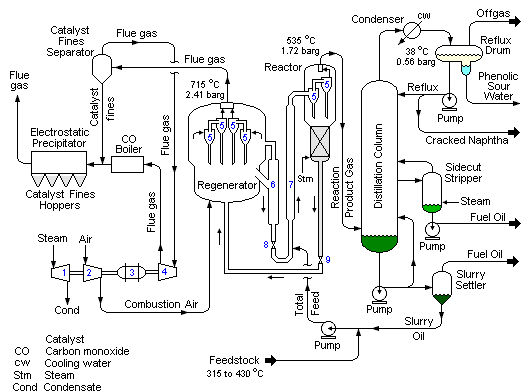 Catalyst
Fines
Separator
Flue gas
Flue gas
Flue
gas
Catalyst
fines
Flue gas
Electrostatic
Precipitator
CO
Boiler
Catalyst Fines
Hoppers
Flue gas
Steam
Air
1
2
3
4
Cond
Combustion Air
715 °C
2.41 barg
5
5
5
5
Regenerator
6
7
8
9
535 °C
1.72 barg
Reactor
5
5
Stm
Reaction
Product Gas
Total
Feed
Condenser
cw
38 °C
0.56 barg
Offgas
Reflux
Drum
Phenolic
Sour
Water
Reflux
Pump
Cracked Naphtha
Distillation Column
Sidecut
Stripper
Steam
Fuel Oil
Pump
Fuel Oil
Slurry
Settler
Pump
Slurry
Oil
Pump
Feedstock
315 to 430 °C
Catalyst
CO Carbon monoxide
cw Cooling water
Stm Steam
Cond Condensate